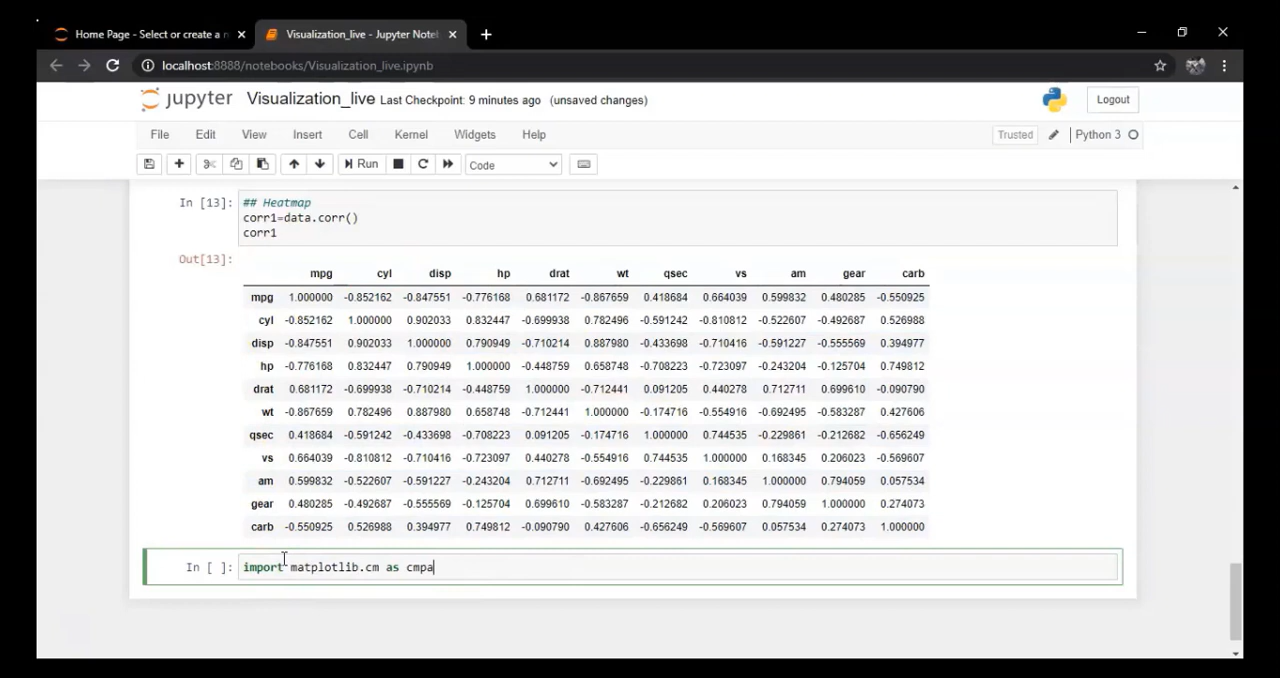 Home Page - Select or create a n
Visualization_live - Jupyter Noteb
localhost:8888/notebooks/Visualization_live.ipynb
jupyter Visualization_live Last Checkpoint: 9 minutes ago (unsaved changes)
Logout
File Edit View Insert Cell Kernel Widgets Help
Trusted Python 3
Run Code
In [13]: ## Heatmap
corr1=data.corr()
corr1
Out[13]:
mpg cyl disp hp drat wt qsec vs am gear carb
mpg 1.000000 -0.852162 -0.847551 -0.776168 0.681172 -0.867659 0.418684 0.664039 0.599832 0.480285 -0.550925
cyl -0.852162 1.000000 0.902033 0.832447 -0.699938 0.782496 -0.591242 -0.810812 -0.522607 -0.492687 0.526988
disp -0.847551 0.902033 1.000000 0.790949 -0.710214 0.887980 -0.433698 -0.710416 -0.591227 -0.555569 0.394977
hp -0.776168 0.832447 0.790949 1.000000 -0.448759 0.658748 -0.708223 -0.723097 -0.243204 -0.125704 0.749812
drat 0.681172 -0.699938 -0.710214 -0.448759 1.000000 -0.712441 0.091205 0.440278 0.712711 0.699610 -0.090790
wt -0.867659 0.782496 0.887980 0.658748 -0.712441 1.000000 -0.174716 -0.554916 -0.692495 -0.583287 0.427606
qsec 0.418684 -0.591242 -0.433698 -0.708223 0.091205 -0.174716 1.000000 0.744535 -0.229861 -0.212682 -0.656249
vs 0.664039 -0.810812 -0.710416 -0.723097 0.440278 -0.554916 0.744535 1.000000 0.168345 0.206023 -0.569607
am 0.599832 -0.522607 -0.591227 -0.243204 0.712711 -0.692495 -0.229861 0.168345 1.000000 0.794059 0.057534
gear 0.480285 -0.492687 -0.555569 -0.125704 0.699610 -0.583287 -0.212682 0.206023 0.794059 1.000000 0.274073
carb -0.550925 0.526988 0.394977 0.749812 -0.090790 0.427606 -0.656249 -0.569607 0.057534 0.274073 1.000000
In [ ]: import matplotlib.cm as cmpa